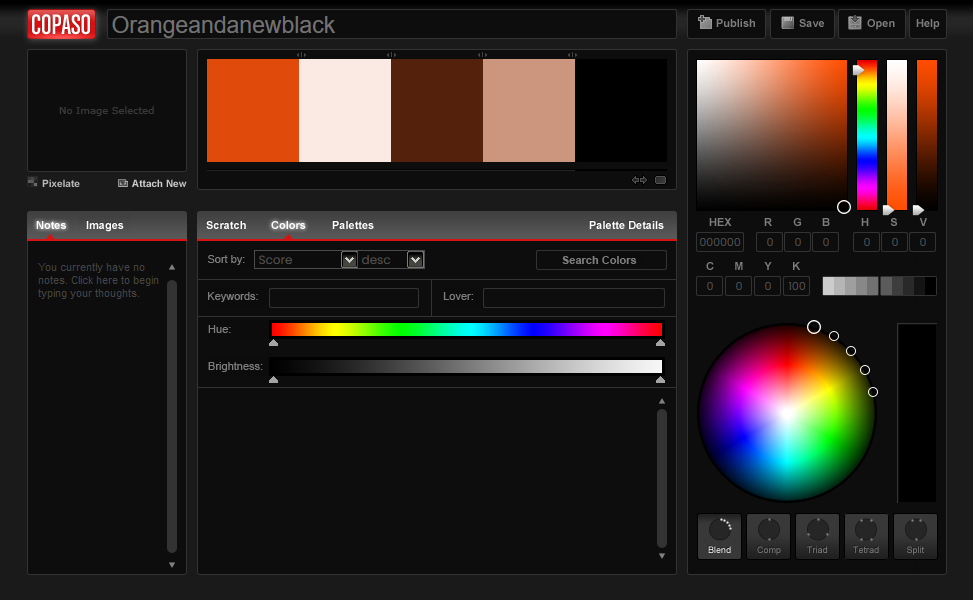 COPASO
Orangeandanewblack
Publish
Save
Open
Help
No Image Selected
Pixelate
Attach New
Notes
Images
You currently have no
notes. Click here to begin
typing your thoughts.
Scratch
Colors
Palettes
Palette Details
Sort by:
Score
desc
Search Colors
Keywords:
Lover:
Hue:
Brightness:
HEX R G B H S V
000000 0 0 0 0 0 0
C M Y K
0 0 0 100
Blend
Comp
Triad
Tetrad
Split